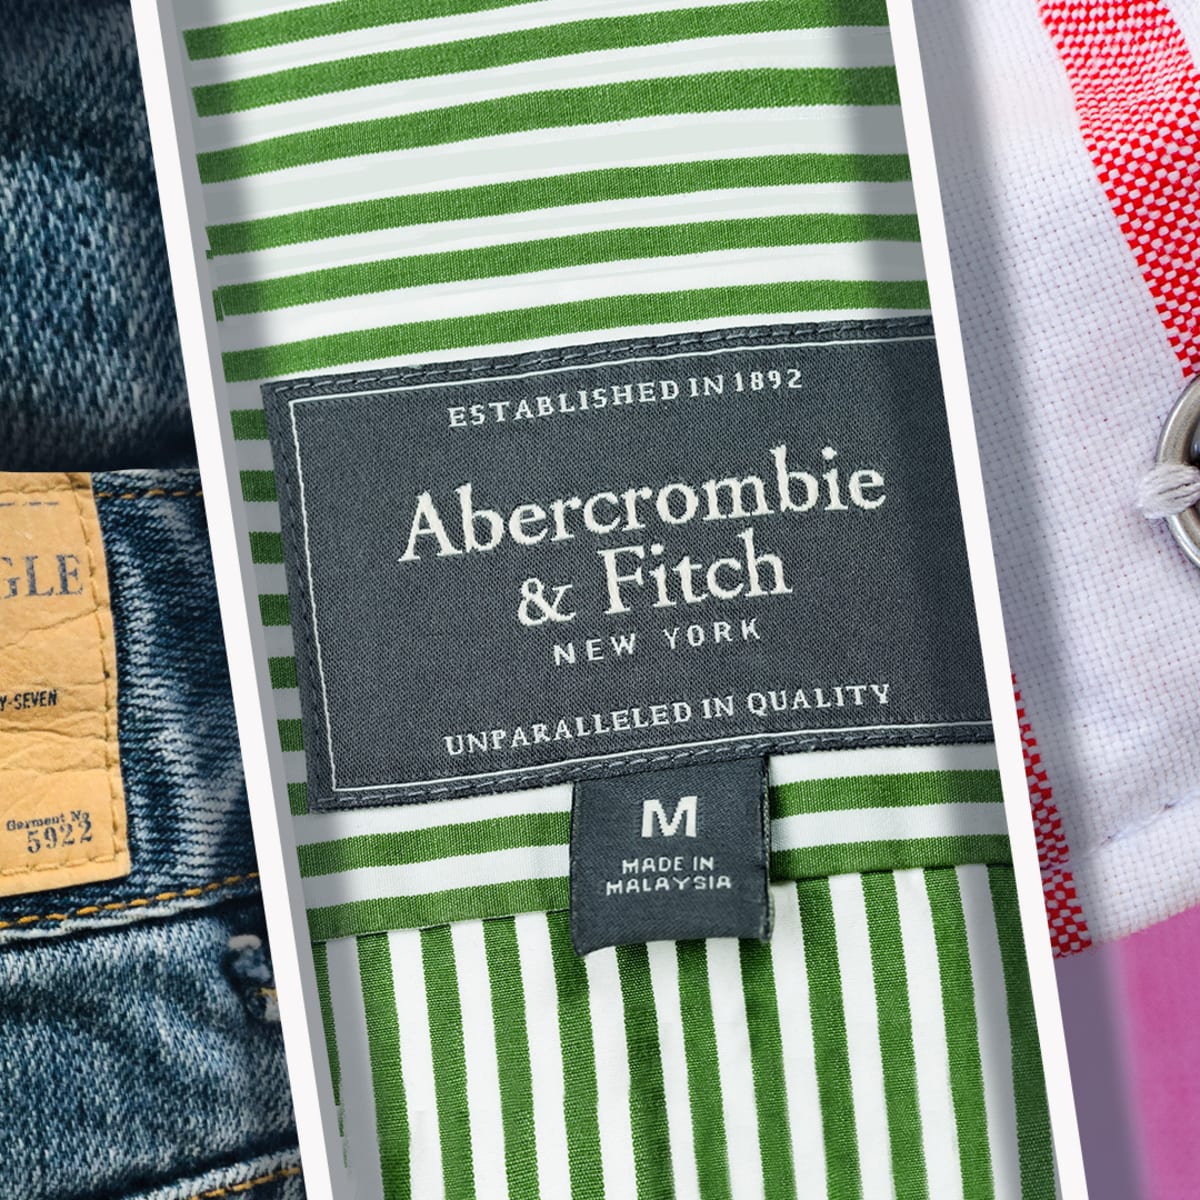 GLE
Y-SEVEN
Garment No
5922
ESTABLISHED IN 1892
Abercrombie
& Fitch
NEW YORK
UNPARALLELED IN QUALITY
M
MADE IN
MALAYSIA